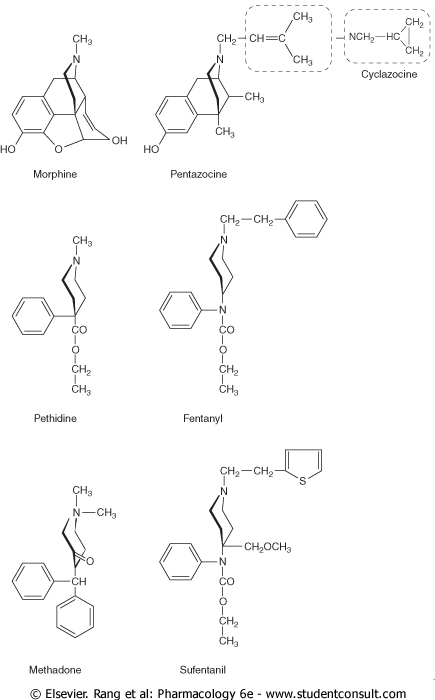 CH3
N
HO
O
OH
Morphine
CH2 CH
CH3
CH3
N
CH3
CH3
HO
Pentazocine
NCH2 CH
CH2
CH2
Cyclazocine
CH3
N
CO
O
CH2
CH3
Pethidine
CH2 CH2
N
N
CO
O
CH2
CH3
Fentanyl
CH3
N CH3
O
CH
Methadone
CH2 CH2
S
N
CH2OCH3
N
CO
O
CH2
CH3
Sufentanil
© Elsevier. Rang et al: Pharmacology 6e - www.studentconsult.com